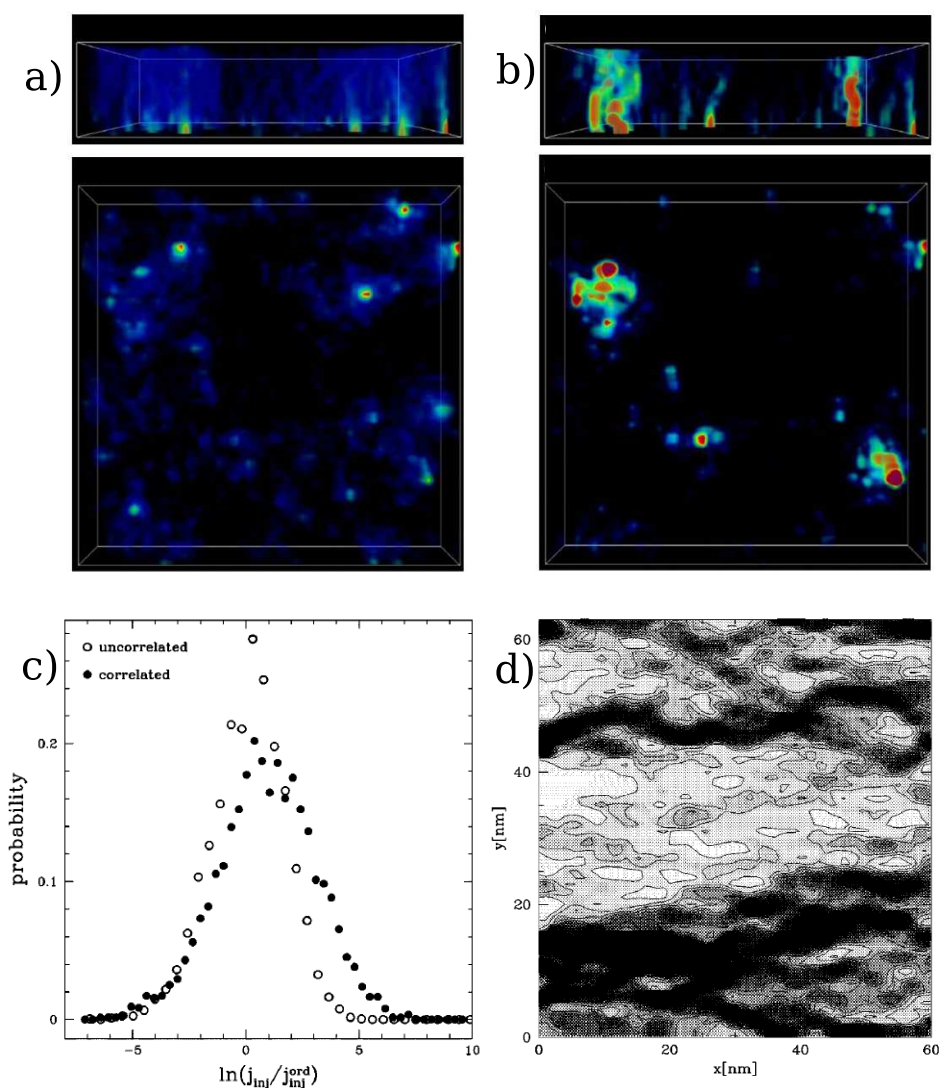 a)
b)
c)
○ uncorrelated
● correlated
probability
0.2
0.1
0
−5
0
5
10
ln(j_inj/j_inj^ord)
d)
y[nm]
60
40
20
0
0
20
40
60
x[nm]